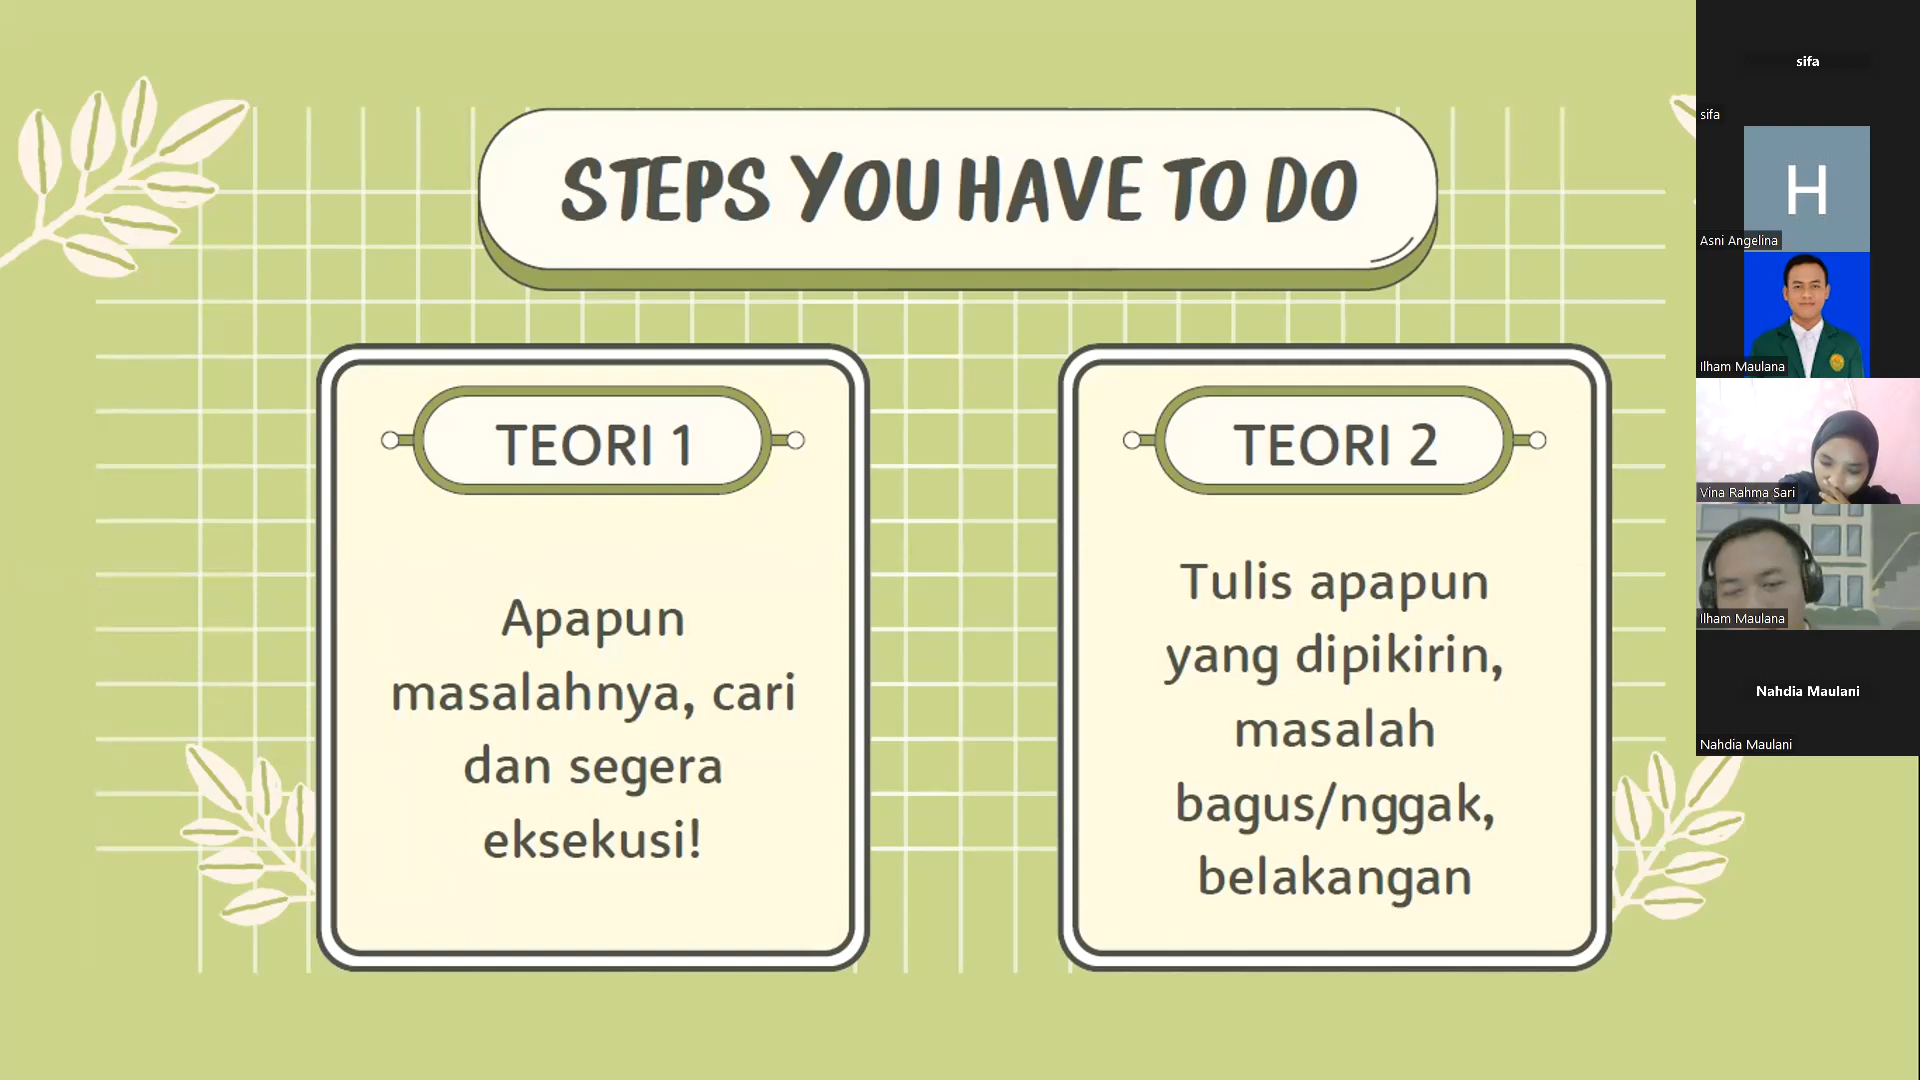 STEPS YOU HAVE TO DO
TEORI 1
Apapun
masalahnya, cari
dan segera
eksekusi!
TEORI 2
Tulis apapun
yang dipikirin,
masalah
bagus/nggak,
belakangan
sifa
sifa
H
Asni Angelina
Ilham Maulana
Vina Rahma Sari
Ilham Maulana
Nahdia Maulani
Nahdia Maulani